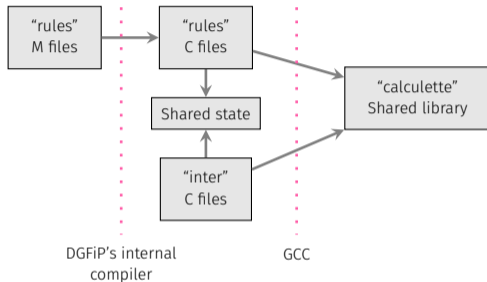 “rules”
M files
“rules”
C files
“calculette”
Shared library
Shared state
“inter”
C files
DGFiP’s internal
compiler
GCC